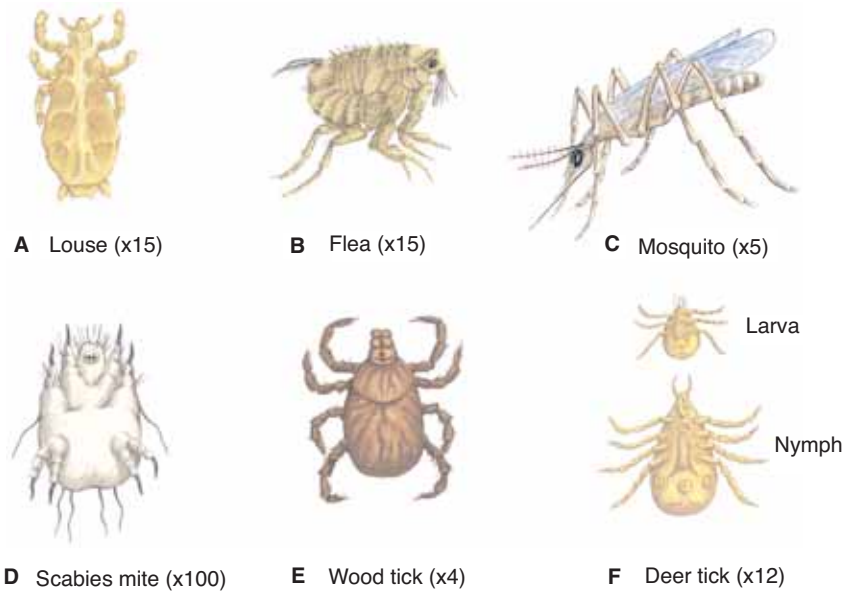 A Louse (x15)
B Flea (x15)
C Mosquito (x5)
Larva
Nymph
D Scabies mite (x100)
E Wood tick (x4)
F Deer tick (x12)